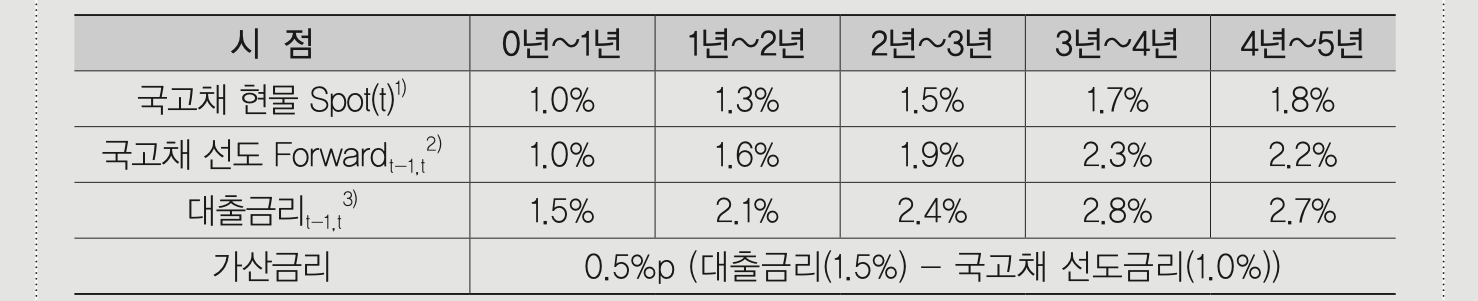 시 점 0년~1년 1년~2년 2년~3년 3년~4년 4년~5년
국고채 현물 Spot(t)1) 1.0% 1.3% 1.5% 1.7% 1.8%
국고채 선도 Forwardt-1,t2) 1.0% 1.6% 1.9% 2.3% 2.2%
대출금리t-1,t3) 1.5% 2.1% 2.4% 2.8% 2.7%
가산금리 0.5%p (대출금리(1.5%) - 국고채 선도금리(1.0%))